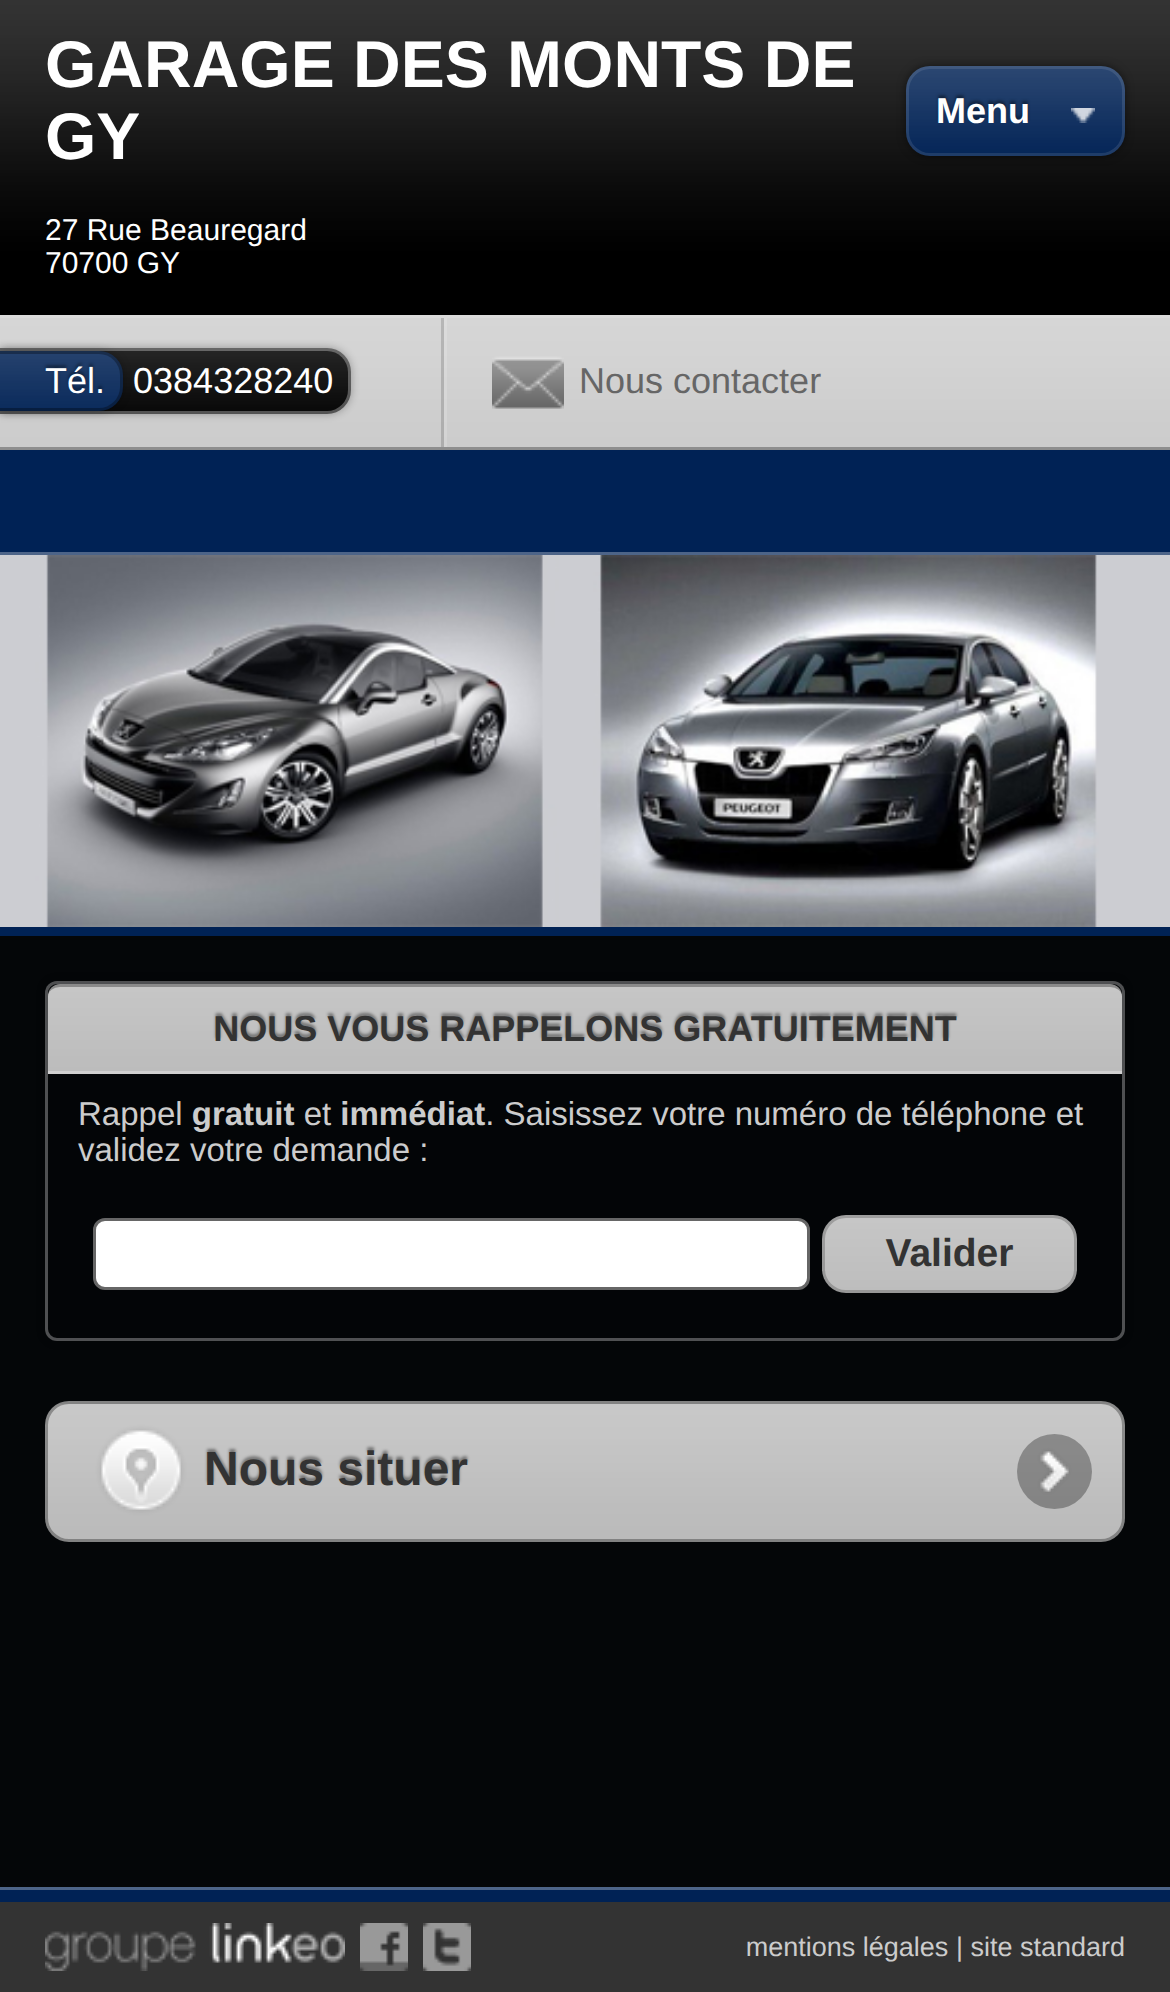 GARAGE DES MONTS DE
GY
Menu
27 Rue Beauregard
70700 GY
Tél. 0384328240
Nous contacter
PEUGEOT
NOUS VOUS RAPPELONS GRATUITEMENT
Rappel gratuit et immédiat. Saisissez votre numéro de téléphone et
validez votre demande :
Valider
Nous situer
groupe linkeo
mentions légales | site standard